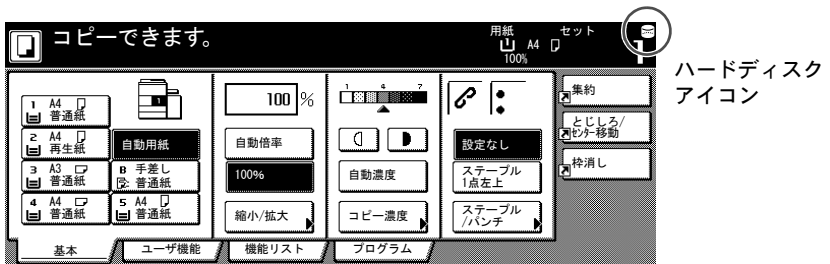 コピーできます。
用紙
セット
A4
100%
1
ハードディスク
アイコン
1 A4
普通紙
2 A4
再生紙
3 A3
普通紙
4 A4
普通紙
自動用紙
B 手差し
普通紙
5 A4
普通紙
100 %
自動倍率
100%
縮小/拡大
1 4 7
自動濃度
コピー濃度
設定なし
ステープル
1点左上
ステープル
/パンチ
集約
とじしろ/
センター移動
枠消し
基本
ユーザ機能
機能リスト
プログラム